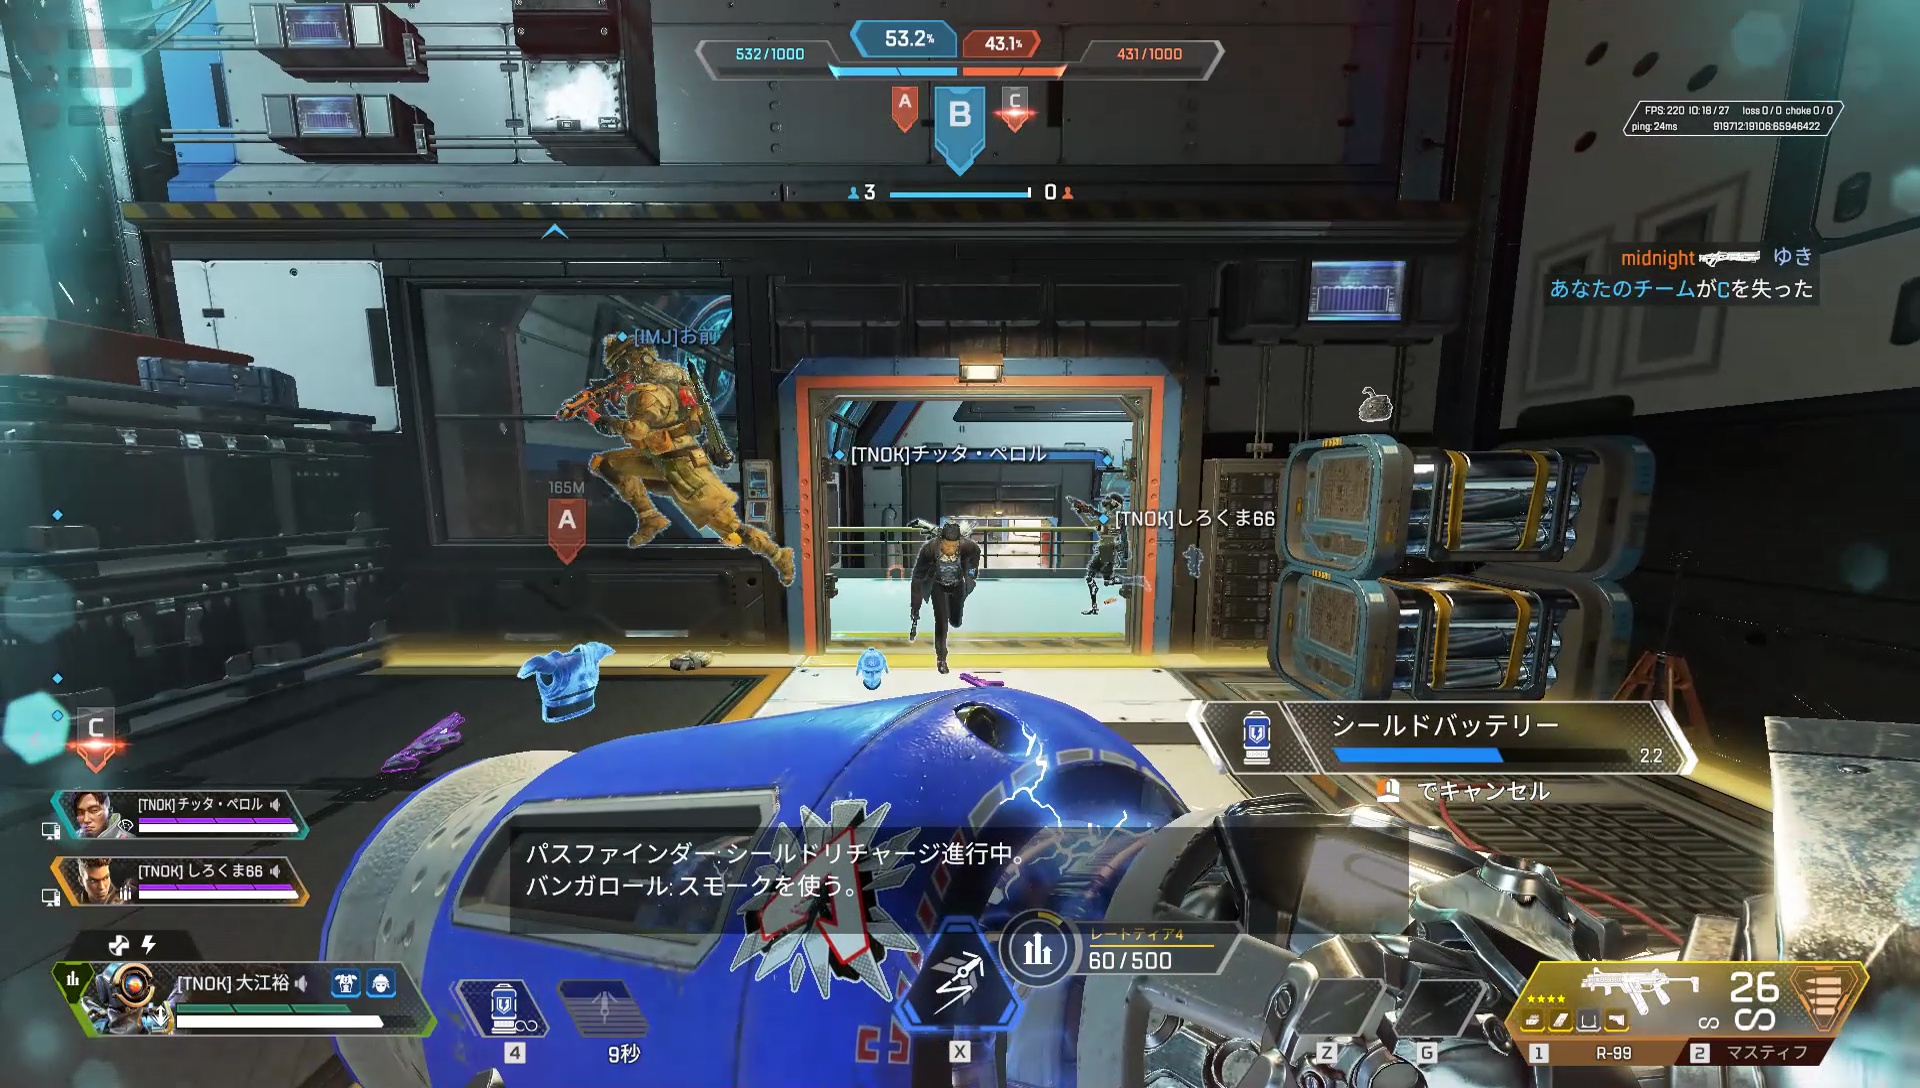 53.2%
43.1%
532/1000
431/1000
A
B
C
3
0
FPS:220 IO:18/27 loss 0/0 choke 0/0
ping:24ms 919712:19106:65946422
midnight ゆき
あなたのチームがCを失った
[IMJ]お前
[TNOK]チッタ・ペロル
[TNOK]しろくま66
165M
A
C
シールドバッテリー
2.2
でキャンセル
[TNOK]チッタ・ペロル
[TNOK]しろくま66
パスファインダー: シールドリチャージ進行中。
バンガロール: スモークを使う。
レートティア4
60/500
[TNOK]大江裕
4
9秒
X
Z
G
26
1 R-99
2 マスティフ